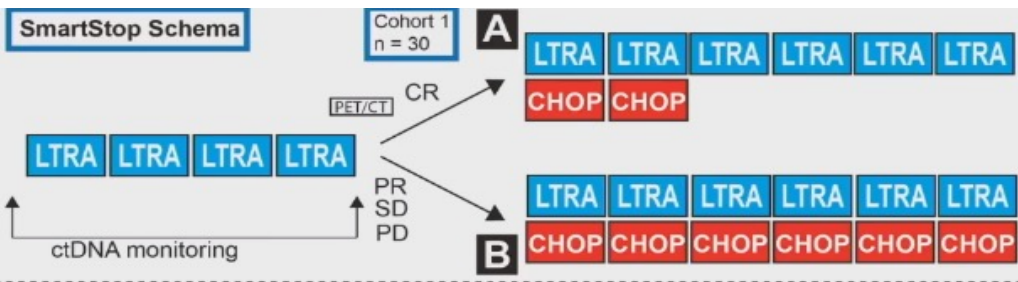 SmartStop Schema
Cohort 1
n = 30
A
LTRA LTRA LTRA LTRA LTRA LTRA
CHOP CHOP
PET/CT
CR
LTRA LTRA LTRA LTRA
PR
SD
PD
ctDNA monitoring
B
LTRA LTRA LTRA LTRA LTRA LTRA
CHOP CHOP CHOP CHOP CHOP CHOP